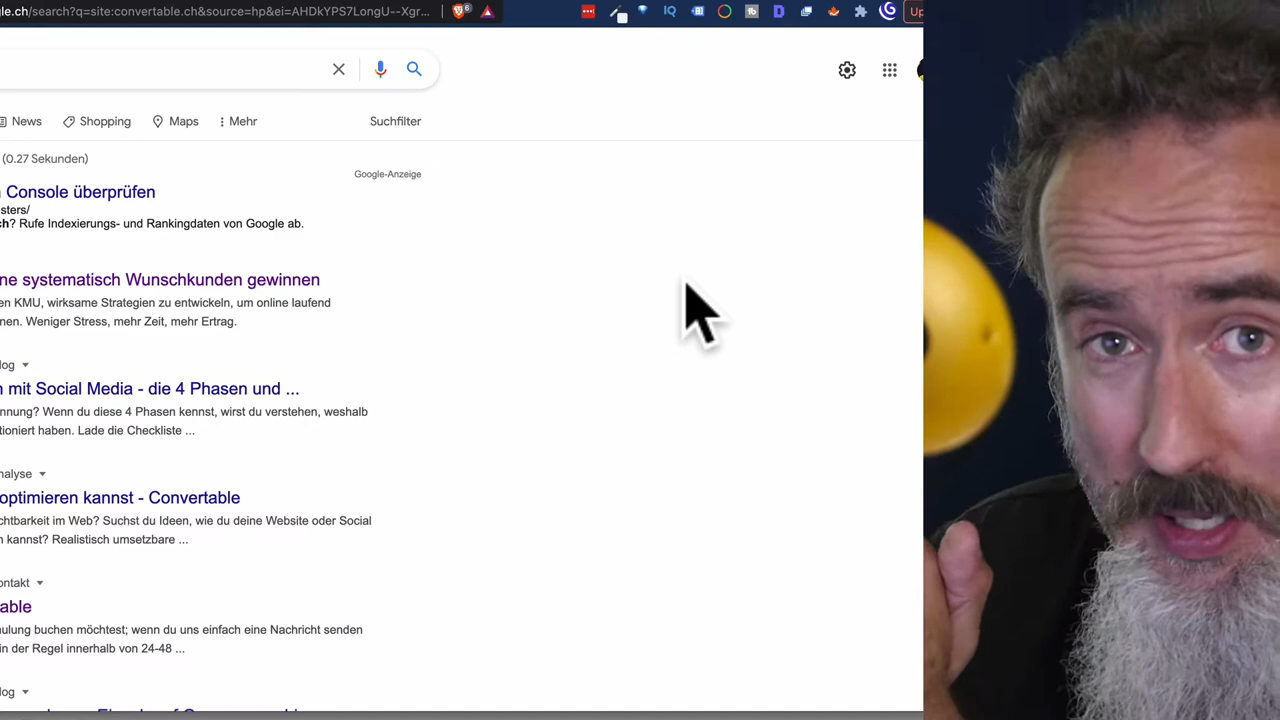 le.ch/search?q=site:convertable.ch&source=hp&ei=AHDkYPS7LongU--Xgr...
6
IQ
tb
D
Up
News
Shopping
Maps
Mehr
Suchfilter
(0.27 Sekunden)
Google-Anzeige
Console überprüfen
sters/
ch? Rufe Indexierungs- und Rankingdaten von Google ab.
ne systematisch Wunschkunden gewinnen
en KMU, wirksame Strategien zu entwickeln, um online laufend
nen. Weniger Stress, mehr Zeit, mehr Ertrag.
log
mit Social Media - die 4 Phasen und ...
nnung? Wenn du diese 4 Phasen kennst, wirst du verstehen, weshalb
tioniert haben. Lade die Checkliste ...
nalyse
optimieren kannst - Convertable
chtbarkeit im Web? Suchst du Ideen, wie du deine Website oder Social
n kannst? Realistisch umsetzbare ...
ontakt
able
ulung buchen möchtest; wenn du uns einfach eine Nachricht senden
in der Regel innerhalb von 24-48 ...
log